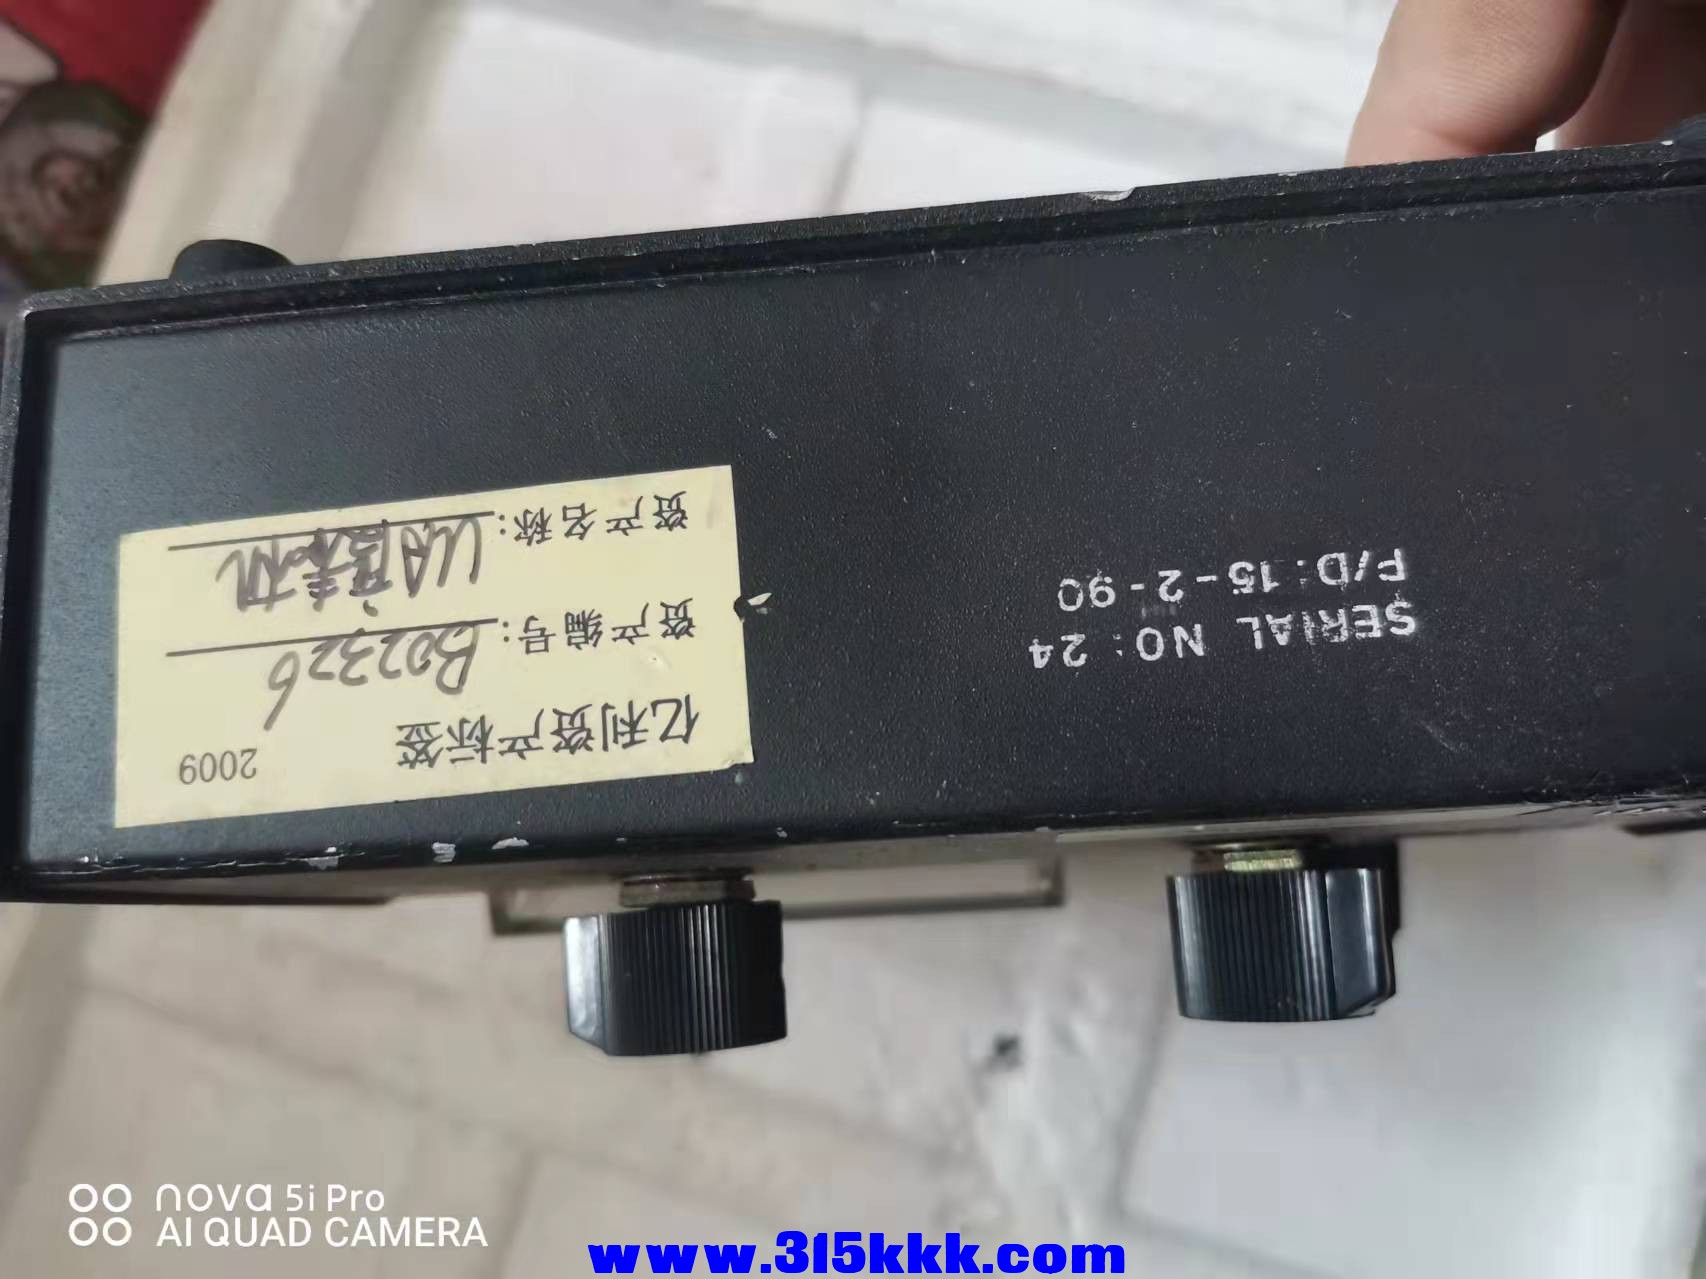 亿利资产标签 2009
资产编号: B02326
资产名称:
SERIAL NO: 24
F/D: 15-2-90
nova 5i Pro
AI QUAD CAMERA
www.315kkk.com